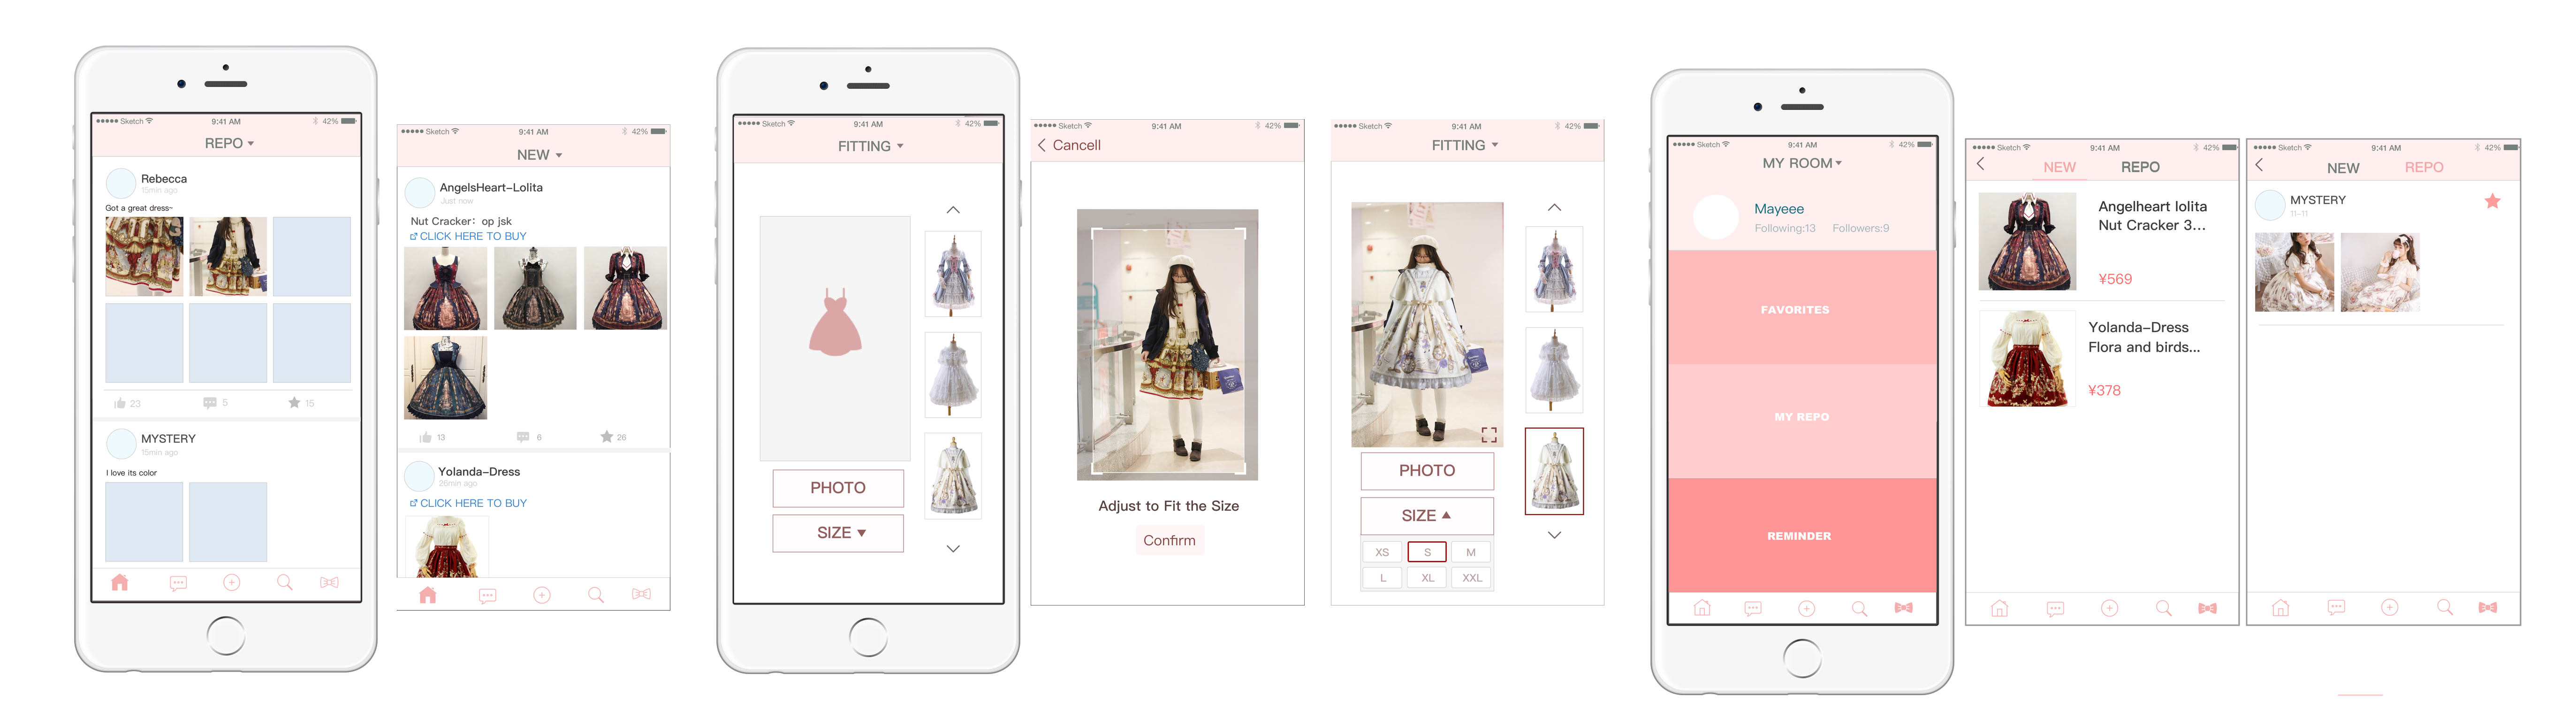 Sketch 9:41 AM 42%
REPO
Rebecca
15min ago
Got a great dress~
23 5 15
MYSTERY
15min ago
I love its color
Sketch 9:41 AM 42%
NEW
AngelsHeart-Lolita
Just now
Nut Cracker: op jsk
CLICK HERE TO BUY
13 6 26
Yolanda-Dress
26min ago
CLICK HERE TO BUY
Sketch 9:41 AM 42%
FITTING
PHOTO
SIZE
Sketch 9:41 AM 42%
Cancell
Adjust to Fit the Size
Confirm
Sketch 9:41 AM 42%
FITTING
PHOTO
SIZE
XS S M
L XL XXL
Sketch 9:41 AM 42%
MY ROOM
Mayeee
Following:13 Followers:9
FAVORITES
MY REPO
REMINDER
Sketch 9:41 AM 42%
NEW REPO
Angelheart lolita
Nut Cracker 3...
¥569
Yolanda-Dress
Flora and birds...
¥378
Sketch 9:41 AM 42%
NEW REPO
MYSTERY
11-11